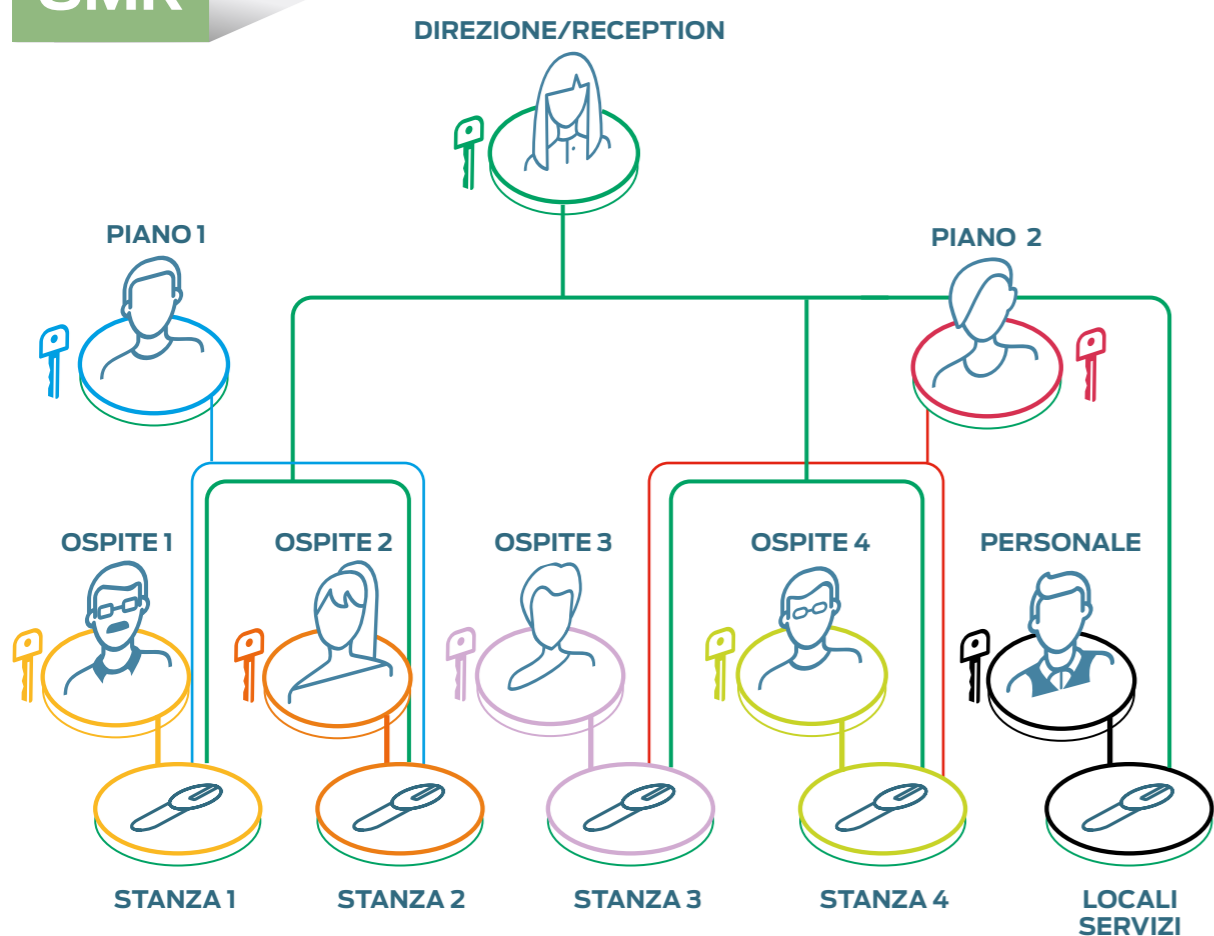 DIREZIONE/RECEPTION
PIANO 1
PIANO 2
OSPITE 1
OSPITE 2
OSPITE 3
OSPITE 4
PERSONALE
STANZA 1
STANZA 2
STANZA 3
STANZA 4
LOCALI
SERVIZI